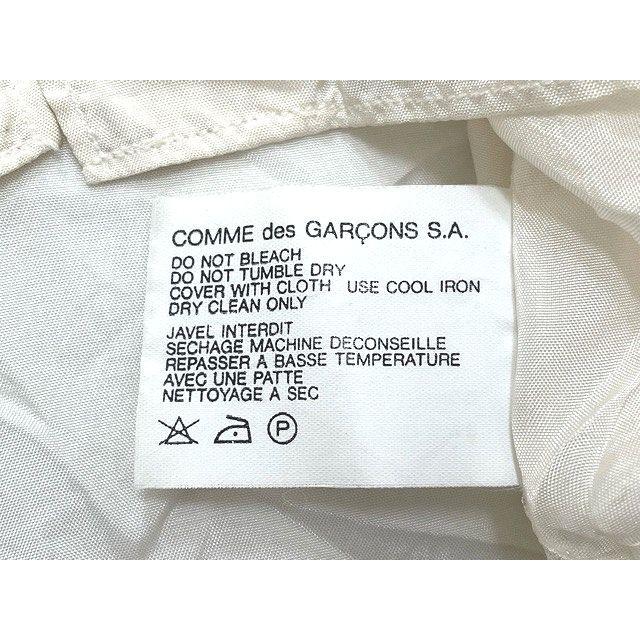 COMME des GARÇONS S.A.
DO NOT BLEACH
DO NOT TUMBLE DRY
COVER WITH CLOTH USE COOL IRON
DRY CLEAN ONLY
JAVEL INTERDIT
SECHAGE MACHINE DECONSEILLE
REPASSER A BASSE TEMPERATURE
AVEC UNE PATTE
NETTOYAGE A SEC
P